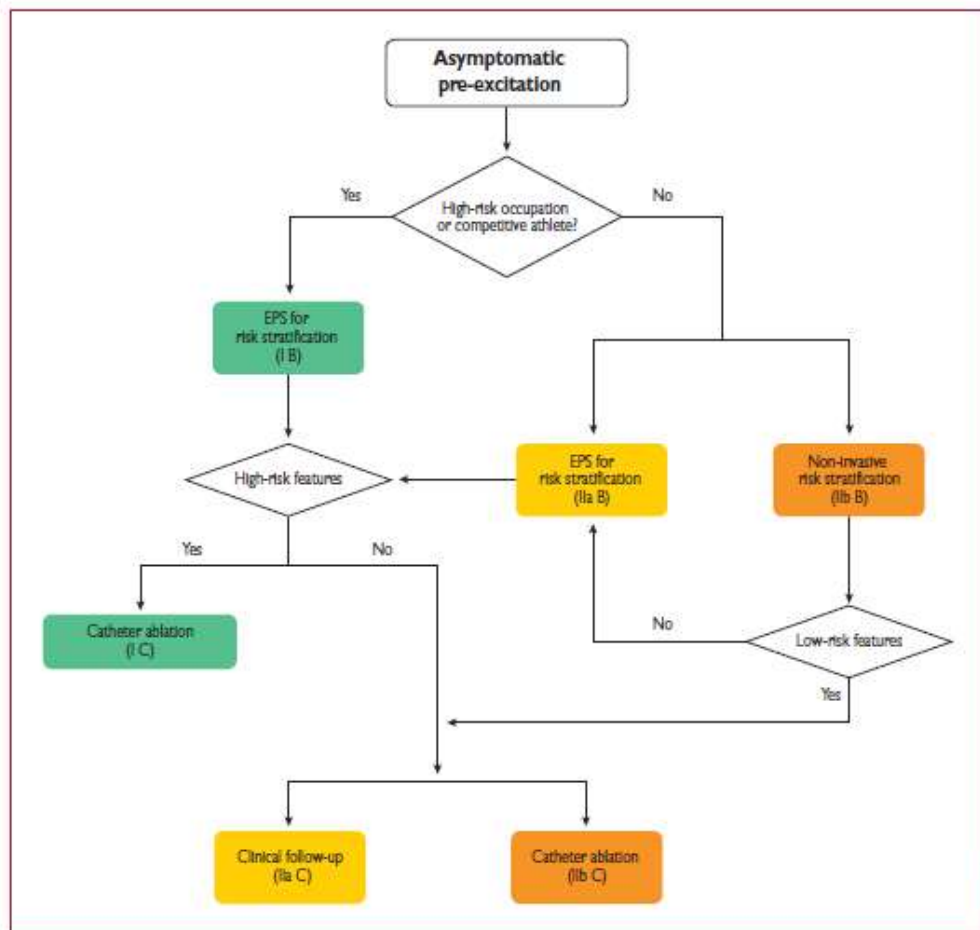 Asymptomatic
pre-excitation
Yes
No
High-risk occupation
or competitive athlete?
EPS for
risk stratification
(I B)
High-risk features
EPS for
risk stratification
(IIa B)
Non-invasive
risk stratification
(IIb B)
Yes
No
No
Catheter ablation
(I C)
Low-risk features
Yes
Clinical follow-up
(IIa C)
Catheter ablation
(IIb C)